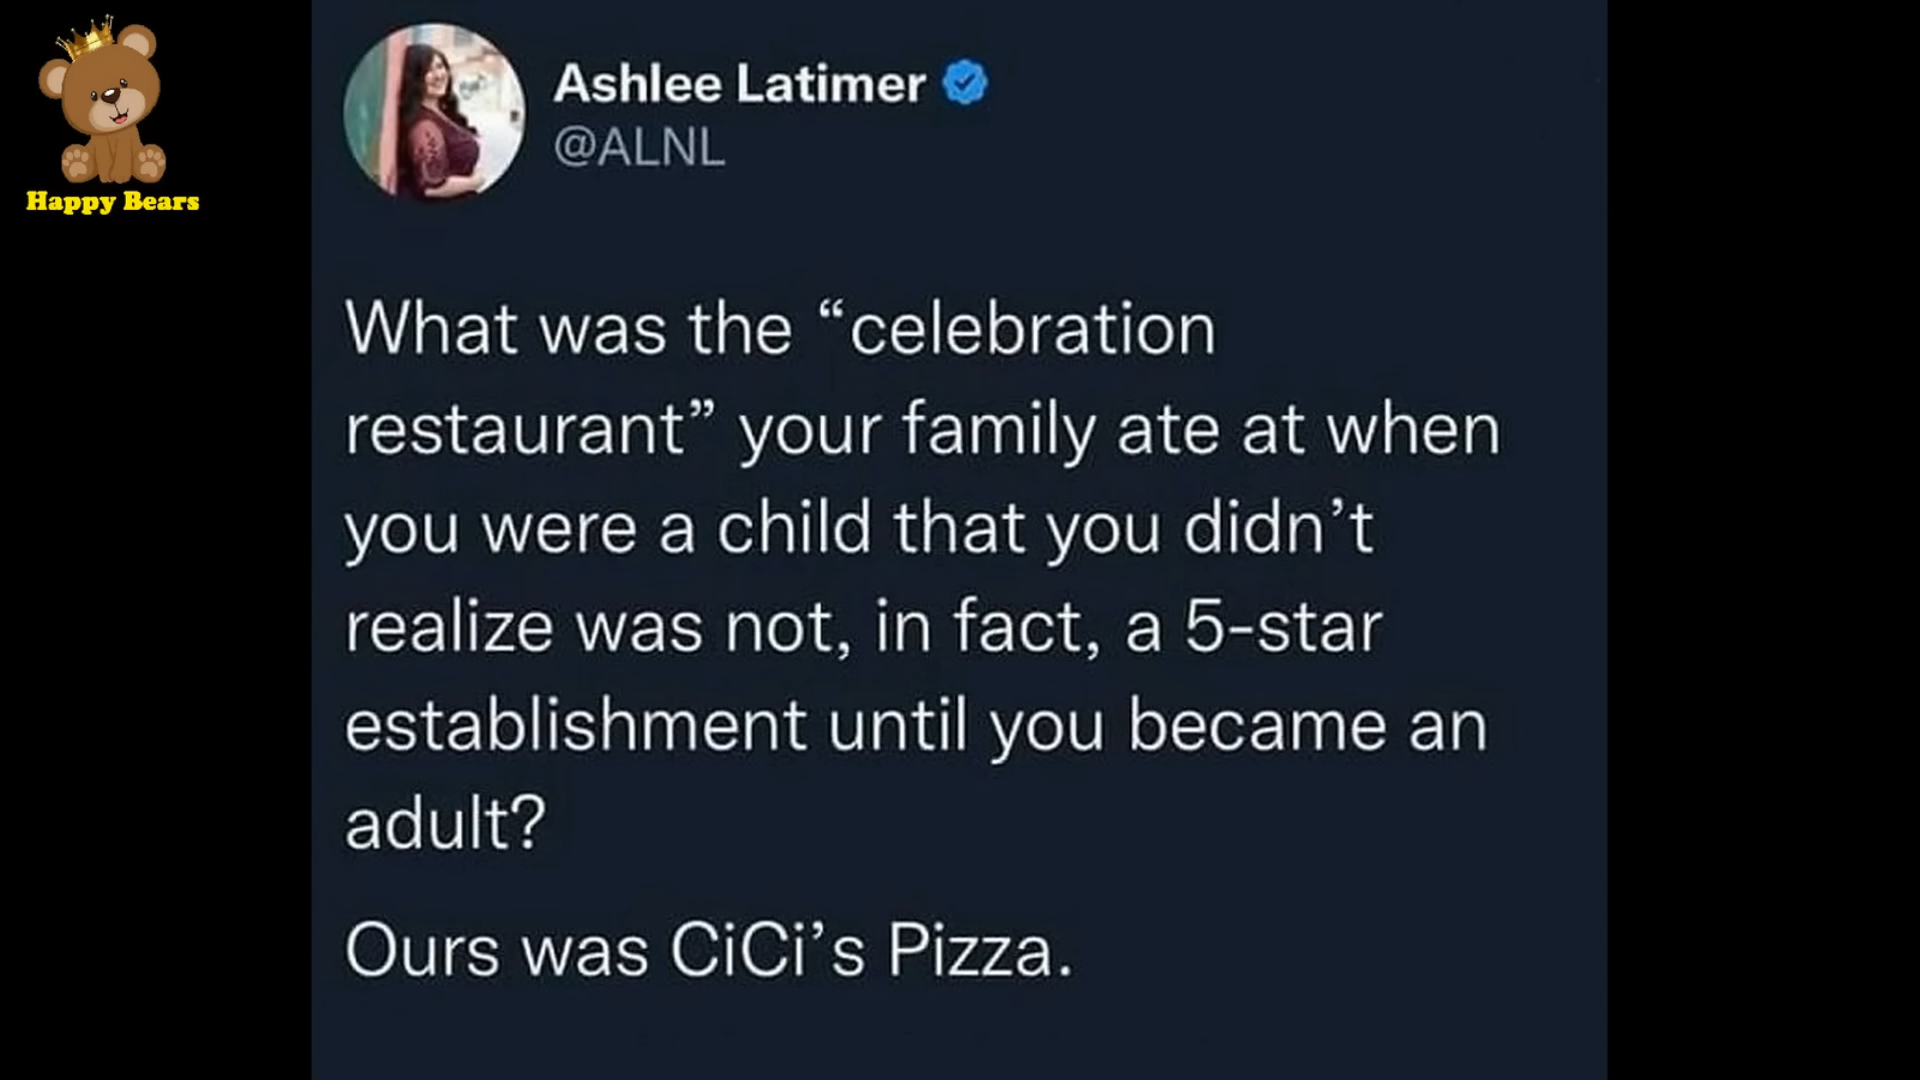 Happy Bears
Ashlee Latimer
@ALNL
What was the “celebration
restaurant” your family ate at when
you were a child that you didn’t
realize was not, in fact, a 5-star
establishment until you became an
adult?
Ours was CiCi’s Pizza.